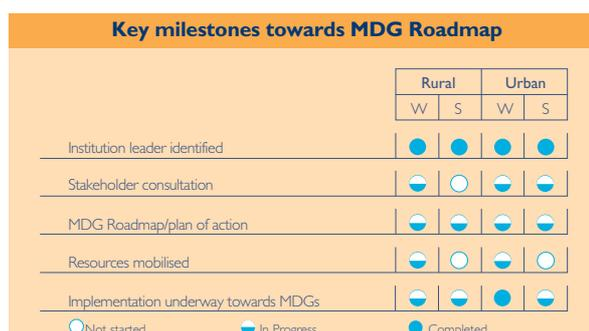 Key milestones towards MDG Roadmap
Rural Urban
W S W S
Institution leader identified
Stakeholder consultation
MDG Roadmap/plan of action
Resources mobilised
Implementation underway towards MDGs
Not started In Progress Completed